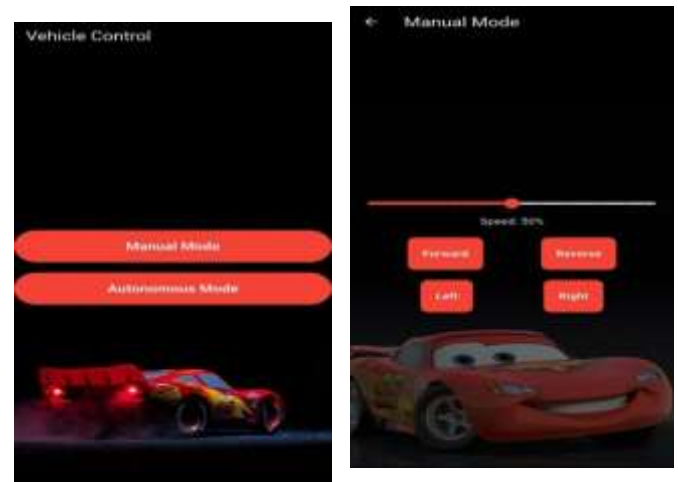 Vehicle Control
Manual Mode
Autonomous Mode
← Manual Mode
Speed: 50%
Forward Reverse
Left Right